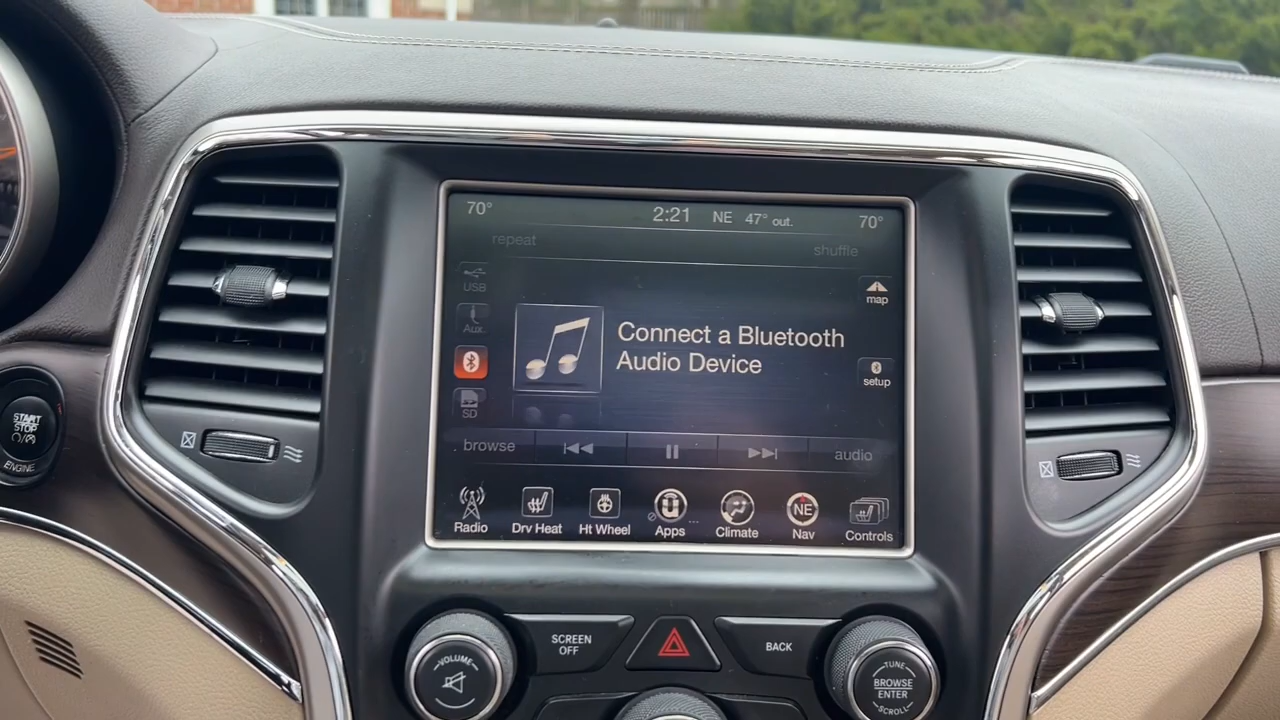 70°
2:21 NE 47° out.
70°
repeat
shuffle
USB
map
Aux
Connect a Bluetooth
Audio Device
setup
SD
browse
audio
START
STOP
ENGINE
Radio
Drv Heat
Ht Wheel
Apps
Climate
NE
Nav
Controls
VOLUME
SCREEN
OFF
BACK
TUNE
BROWSE
ENTER
SCROLL